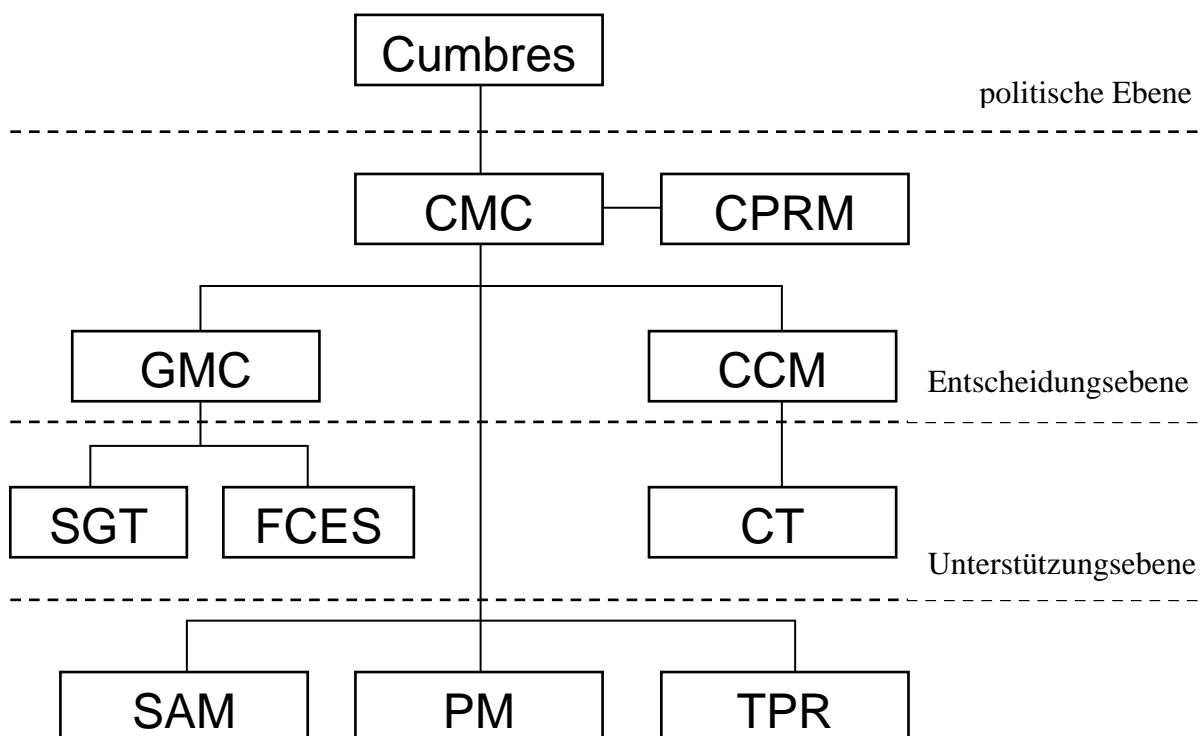 Cumbres
politische Ebene
CMC CPRM
GMC CCM
Entscheidungsebene
SGT FCES CT
Unterstützungsebene
SAM PM TPR